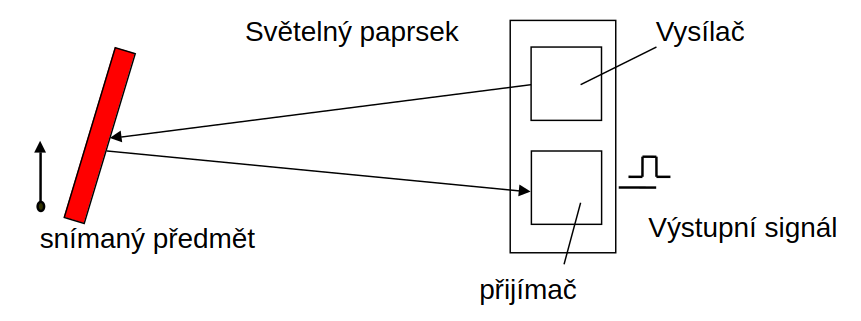 Světelný paprsek
Vysílač
snímaný předmět
Výstupní signál
přijímač